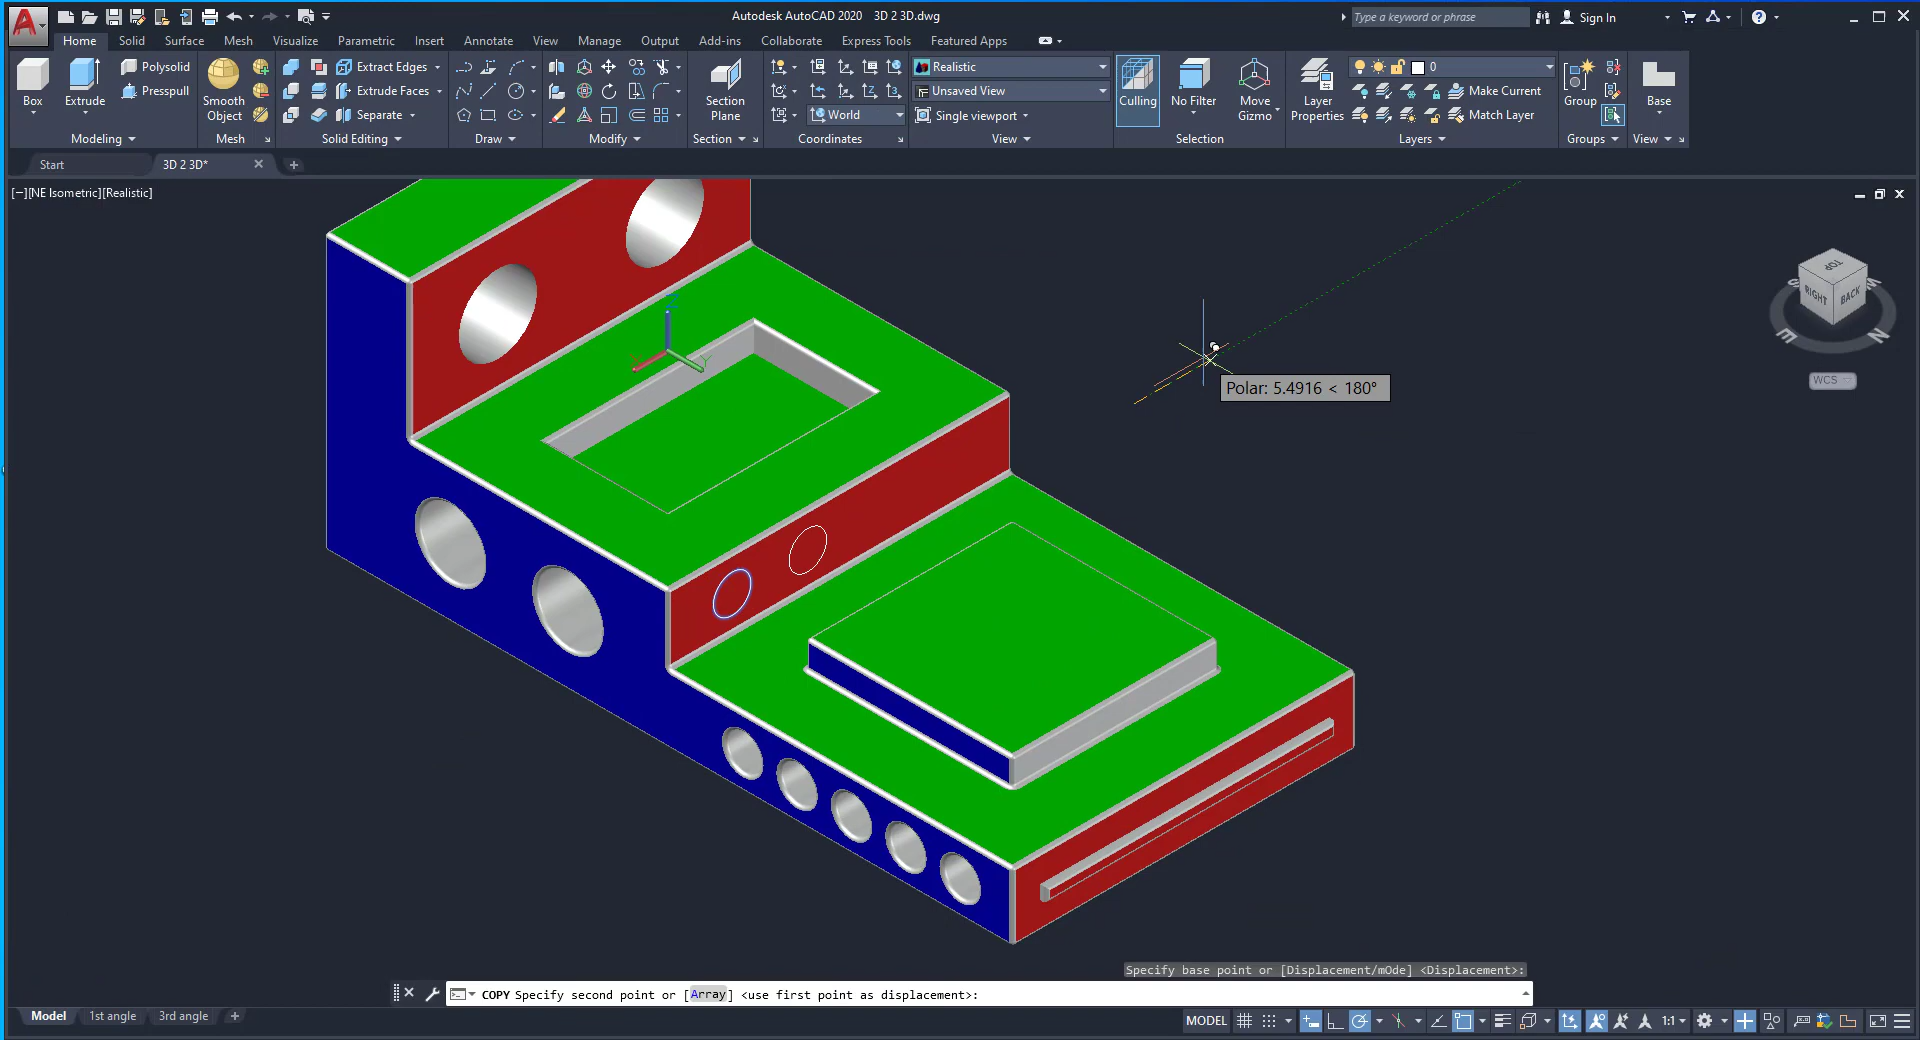 Autodesk AutoCAD 2020   3D 2 3D.dwg
Type a keyword or phrase
Sign In
Home
Solid
Surface
Mesh
Visualize
Parametric
Insert
Annotate
View
Manage
Output
Add-ins
Collaborate
Express Tools
Featured Apps
Box
Extrude
Polysolid
Presspull
Modeling
Smooth
Object
Mesh
Extract Edges
Extrude Faces
Separate
Solid Editing
Draw
Modify
Section
Plane
Section
World
Coordinates
Realistic
Unsaved View
Single viewport
View
Culling
No Filter
Move
Gizmo
Selection
Layer
Properties
0
Make Current
Match Layer
Layers
Group
Groups
Base
View
Start
3D 2 3D*
[−][NE Isometric][Realistic]
Z
Y
TOP
RIGHT
BACK
E
N
WCS
Polar: 5.4916 < 180°
Specify base point or [Displacement/mOde] <Displacement>:
COPY Specify second point or [Array] <use first point as displacement>:
Model
1st angle
3rd angle
MODEL
1:1